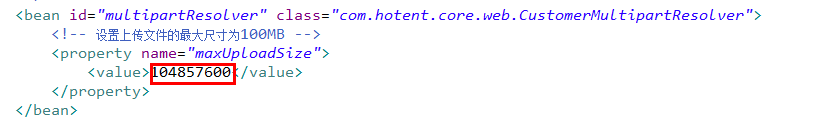 <bean id="multipartResolver" class="com.hotent.core.web.CustomerMultipartResolver">
<!-- 设置上传文件的最大尺寸为100MB -->
<property name="maxUploadSize">
<value>104857600</value>
</property>
</bean>